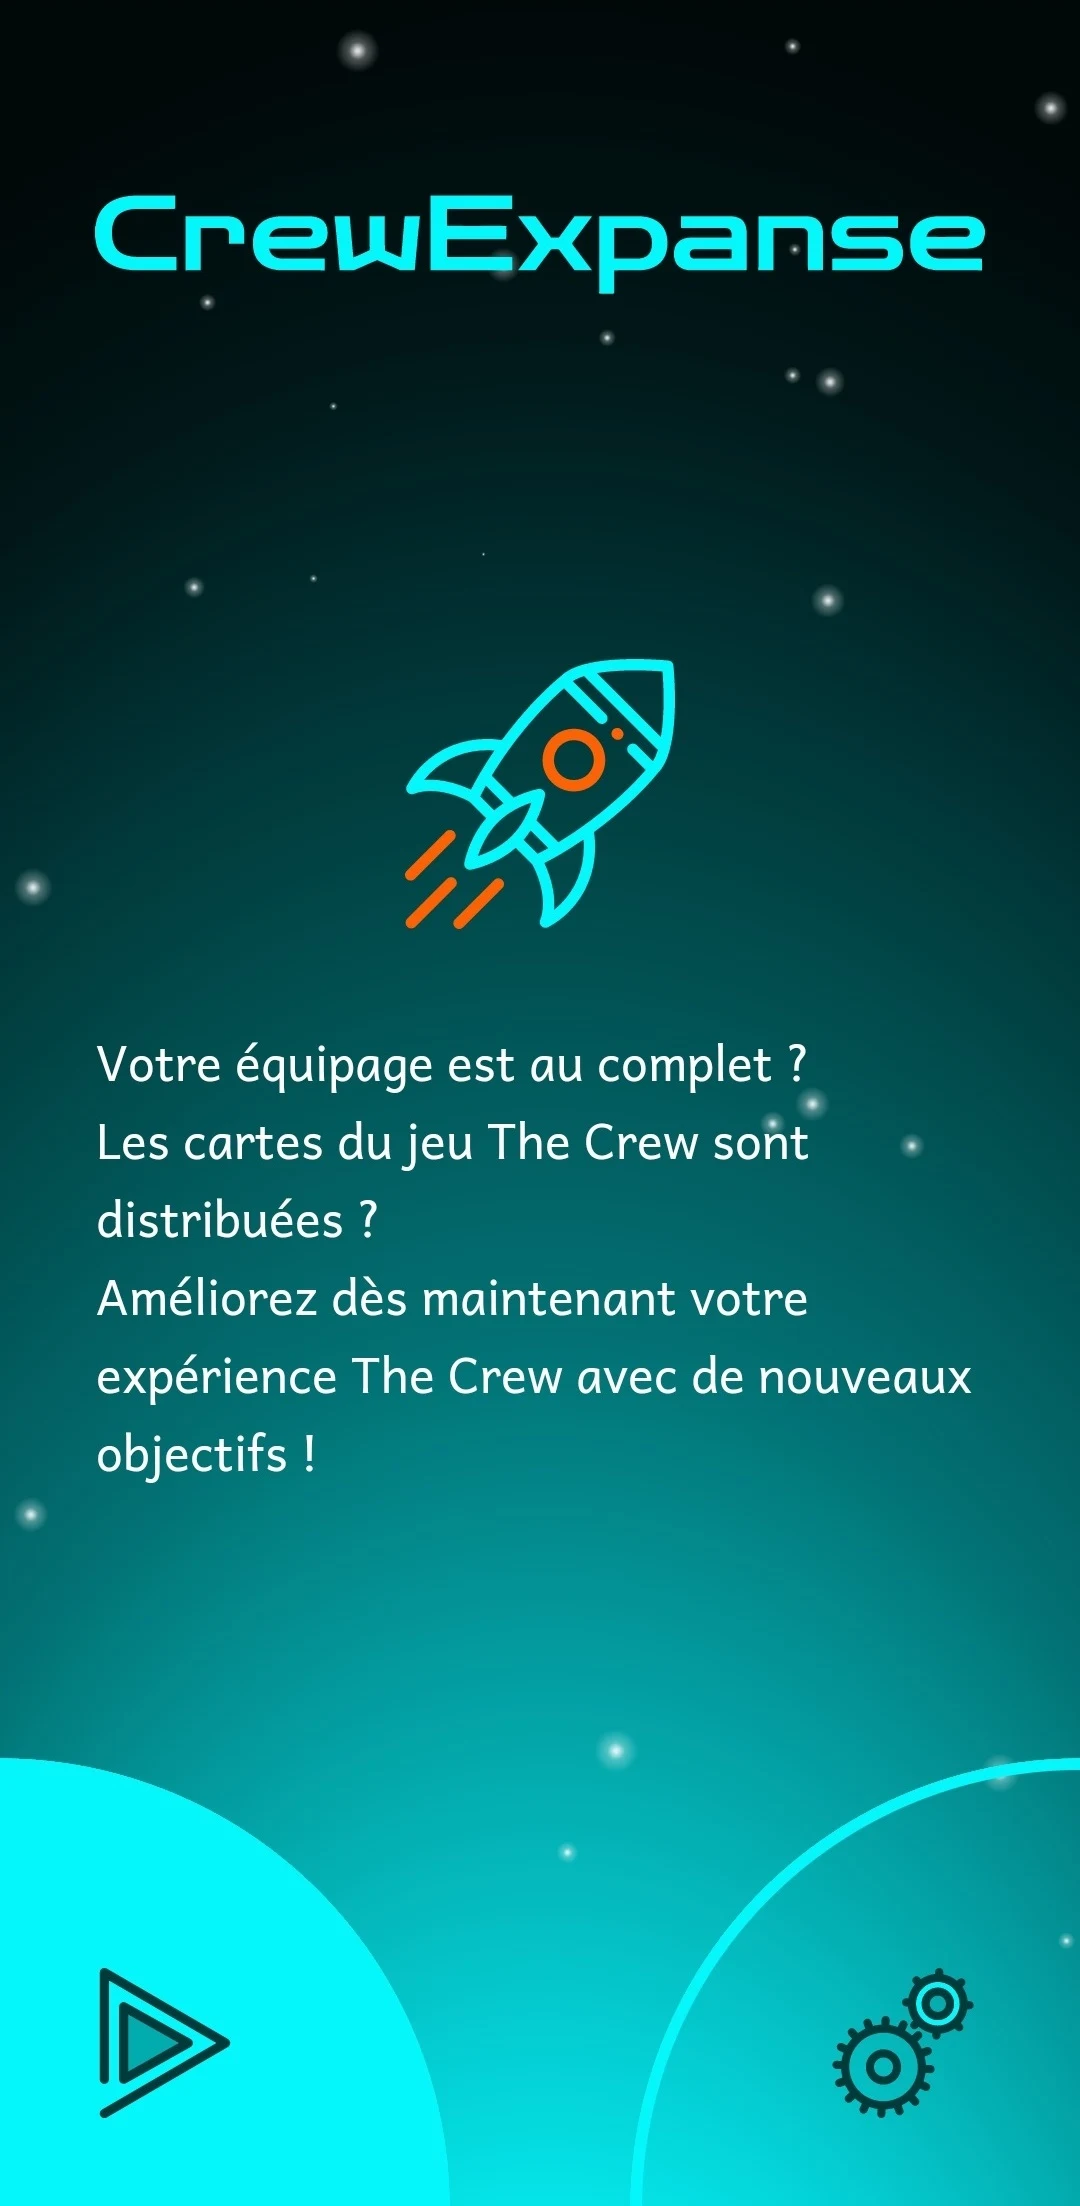 CrewExpanse
Votre équipage est au complet ?
Les cartes du jeu The Crew sont
distribuées ?
Améliorez dès maintenant votre
expérience The Crew avec de nouveaux
objectifs !